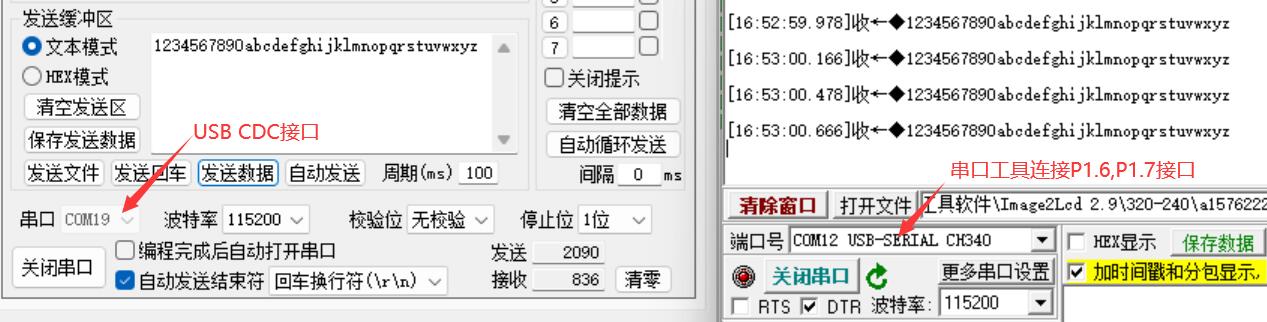 发送缓冲区
文本模式
HEX模式
清空发送区
保存发送数据
1234567890abcdefghijklmnopqrstuvwxyz
USB CDC接口
发送文件 发送回车 发送数据 自动发送 周期(ms) 100
串口 COM19 波特率 115200 校验位 无校验 停止位 1位
关闭串口
编程完成后自动打开串口
自动发送结束符 回车换行符(\r\n)
发送 2090
接收 836 清零
6
7
关闭提示
清空全部数据
自动循环发送
间隔 0 ms
[16:52:59.978]收←◆1234567890abcdefghijklmnopqrstuvwxyz
[16:53:00.166]收←◆1234567890abcdefghijklmnopqrstuvwxyz
[16:53:00.478]收←◆1234567890abcdefghijklmnopqrstuvwxyz
[16:53:00.666]收←◆1234567890abcdefghijklmnopqrstuvwxyz
串口工具连接P1.6,P1.7接口
清除窗口 打开文件 工具软件\Image2Lcd 2.9\320-240\a1576222
端口号 COM12 USB-SERIAL CH340 HEX显示 保存数据
关闭串口 更多串口设置 加时间戳和分包显示,
RTS DTR 波特率: 115200